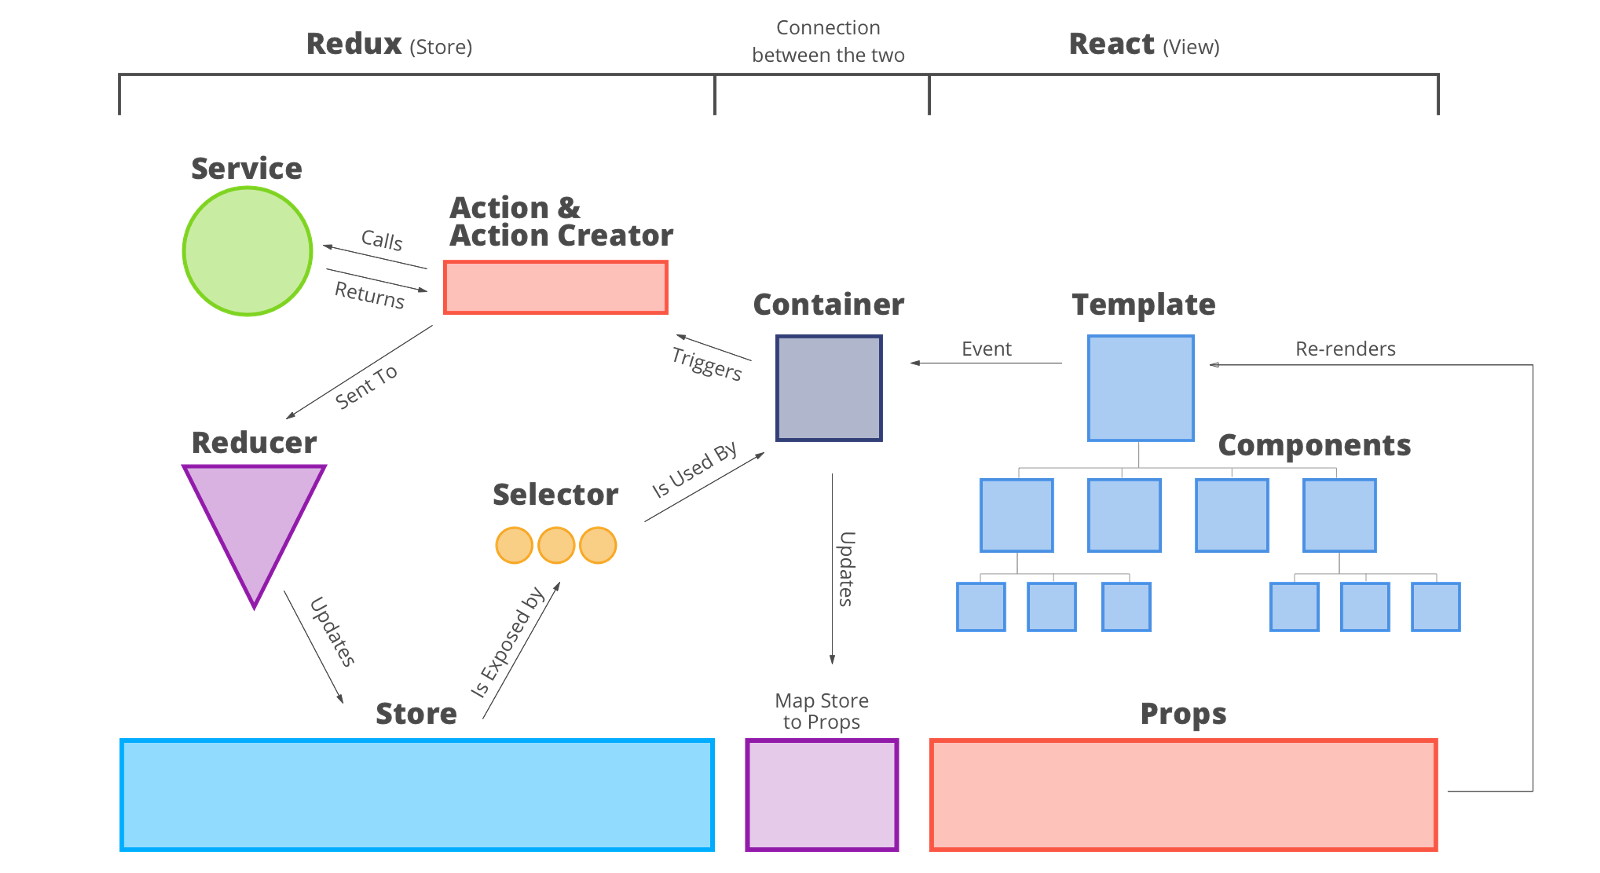 Redux (Store)
Connection
between the two
React (View)
Service
Action &
Action Creator
Calls
Returns
Container
Template
Triggers
Event
Re-renders
Sent To
Reducer
Components
Selector
Is Used By
Updates
Updates
Is Exposed by
Store
Map Store
to Props
Props